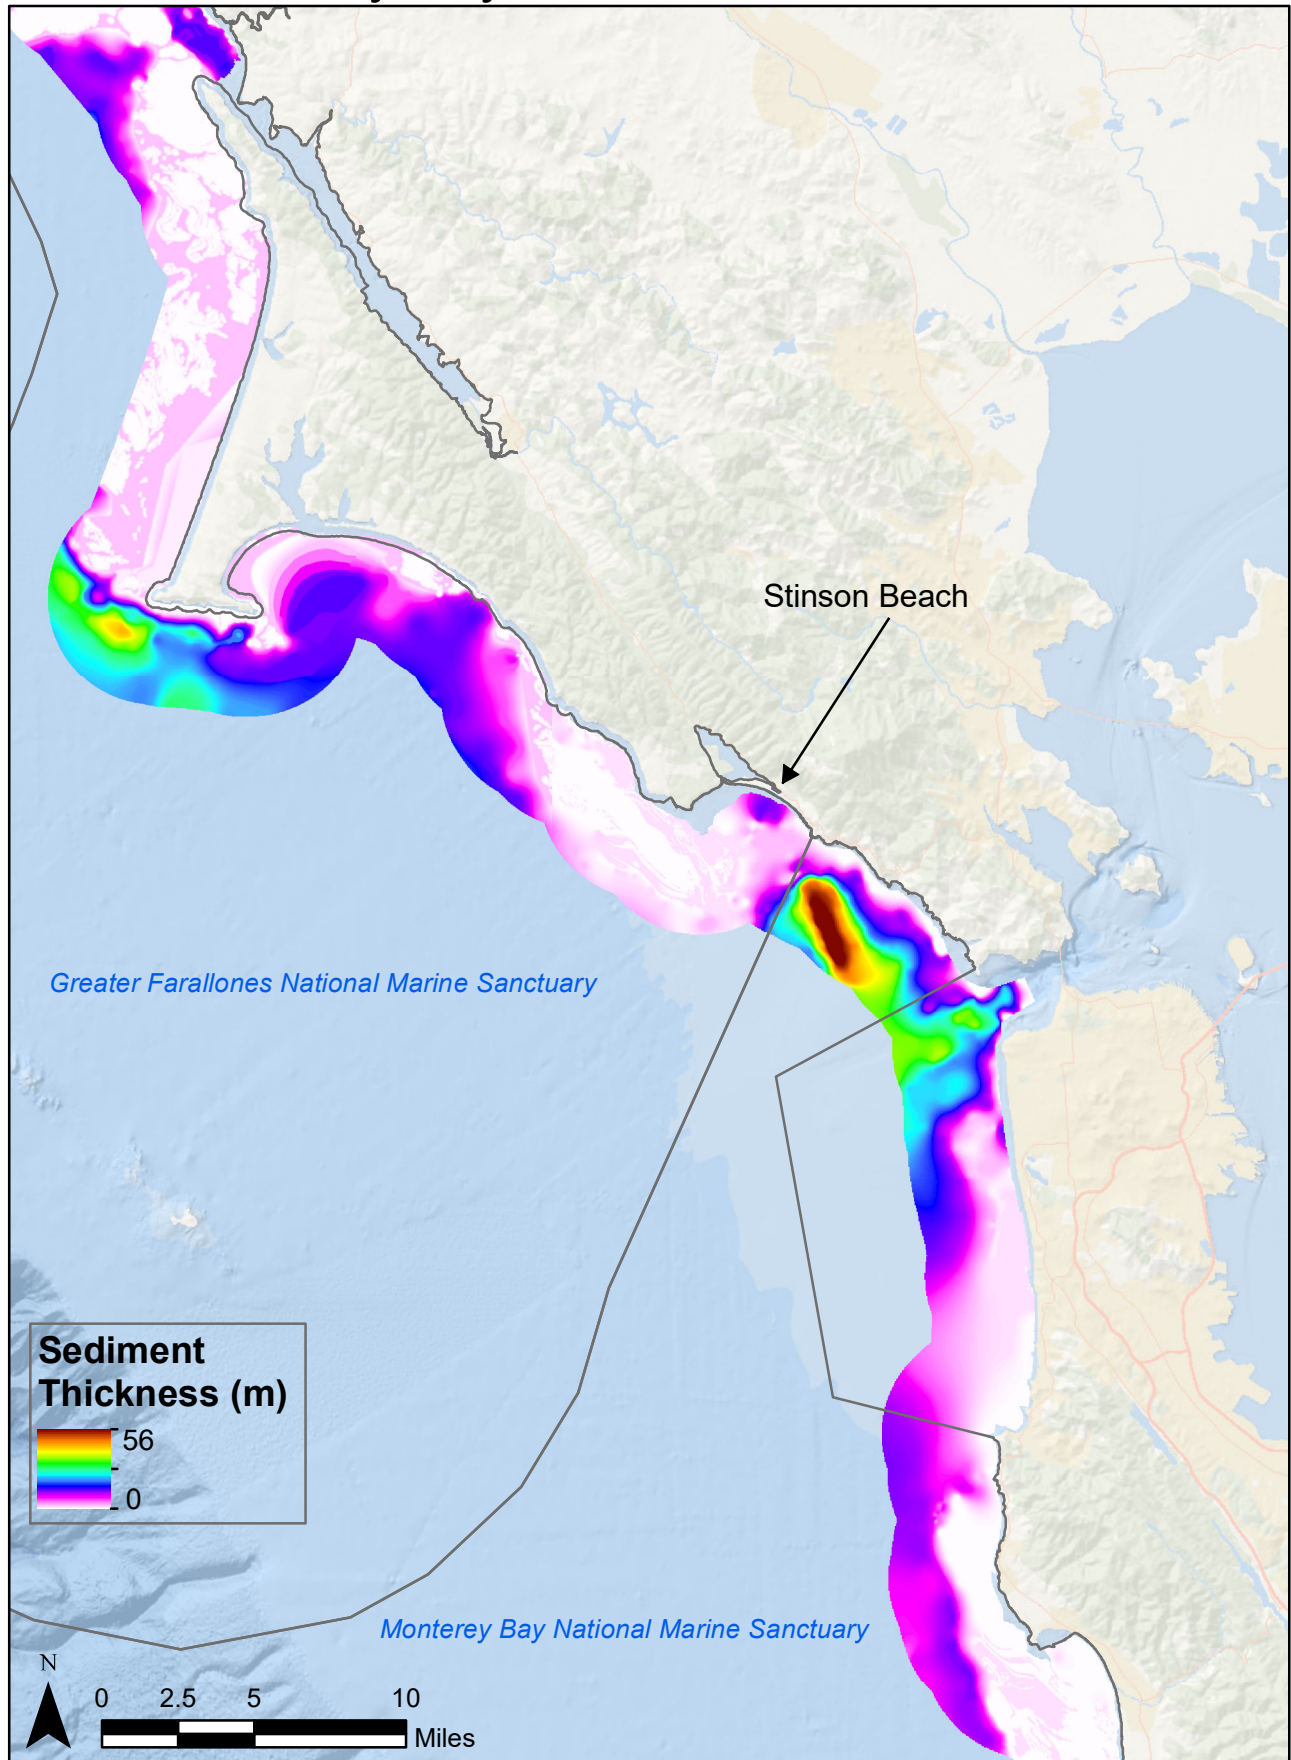 Stinson Beach
Greater Farallones National Marine Sanctuary
Sediment
Thickness (m)
56
0
Monterey Bay National Marine Sanctuary
N
0 2.5 5 10
Miles